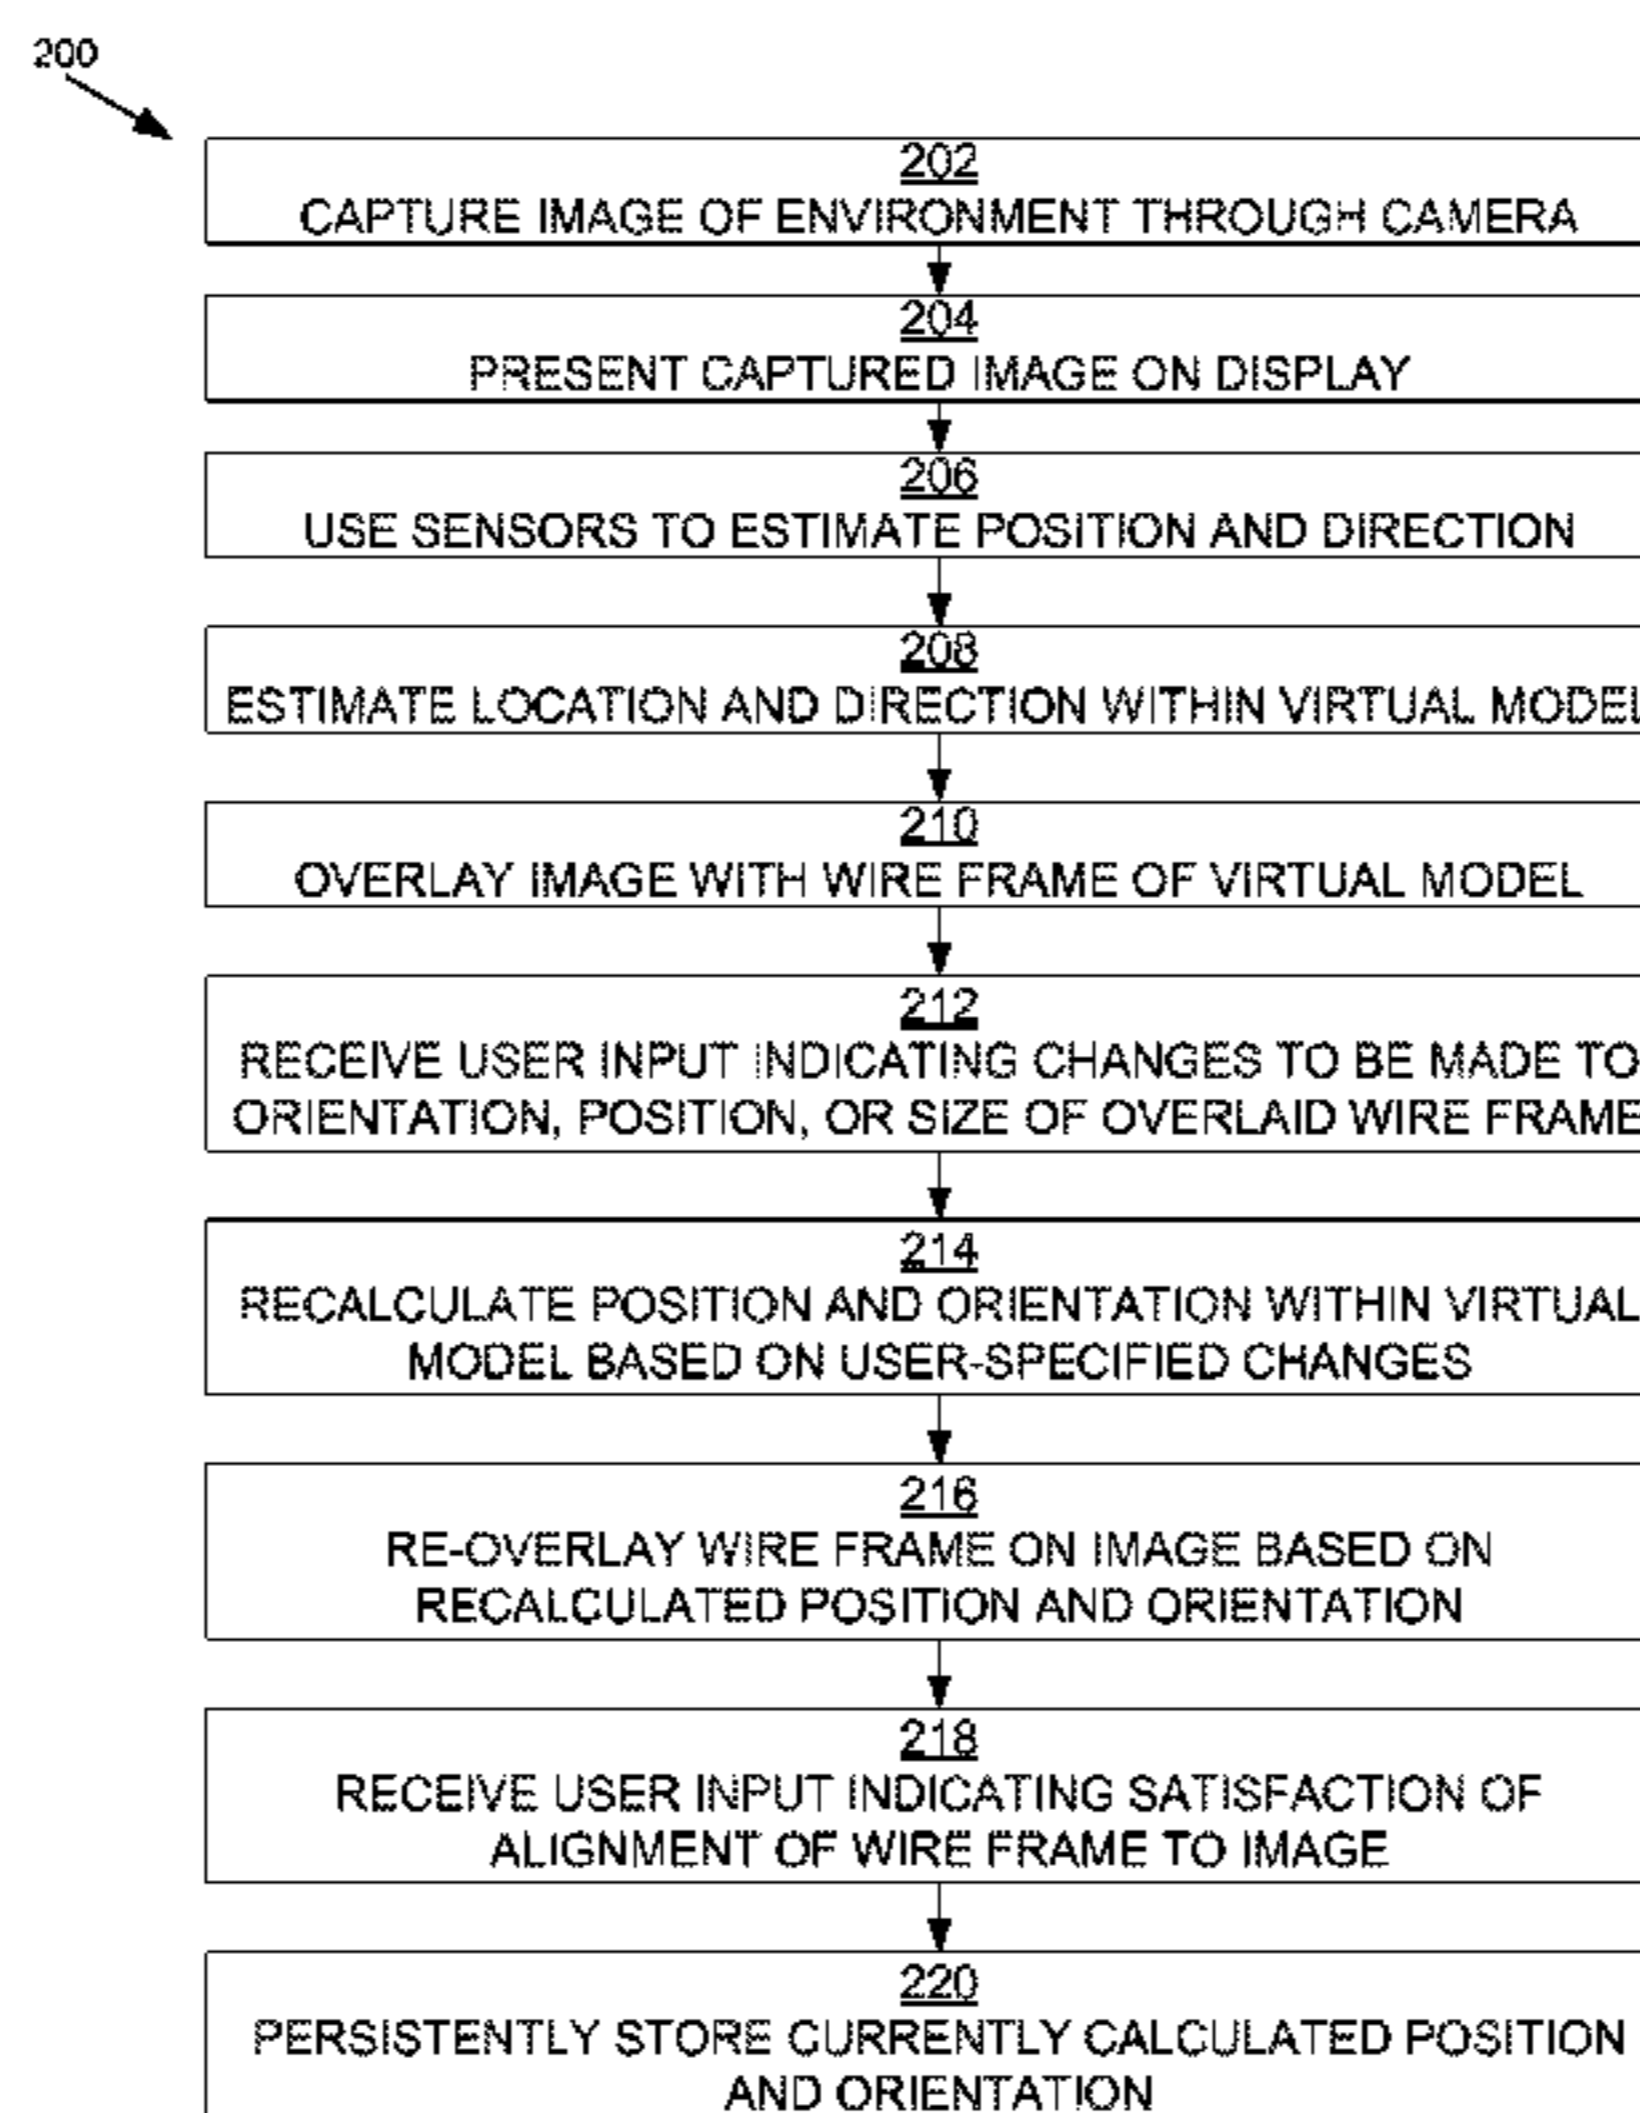 200
202
CAPTURE IMAGE OF ENVIRONMENT THROUGH CAMERA
204
PRESENT CAPTURED IMAGE ON DISPLAY
206
USE SENSORS TO ESTIMATE POSITION AND DIRECTION
208
ESTIMATE LOCATION AND DIRECTION WITHIN VIRTUAL MODEL
210
OVERLAY IMAGE WITH WIRE FRAME OF VIRTUAL MODEL
212
RECEIVE USER INPUT INDICATING CHANGES TO BE MADE TO
ORIENTATION, POSITION, OR SIZE OF OVERLAID WIRE FRAME
214
RECALCULATE POSITION AND ORIENTATION WITHIN VIRTUAL
MODEL BASED ON USER-SPECIFIED CHANGES
216
RE-OVERLAY WIRE FRAME ON IMAGE BASED ON
RECALCULATED POSITION AND ORIENTATION
218
RECEIVE USER INPUT INDICATING SATISFACTION OF
ALIGNMENT OF WIRE FRAME TO IMAGE
220
PERSISTENTLY STORE CURRENTLY CALCULATED POSITION
AND ORIENTATION